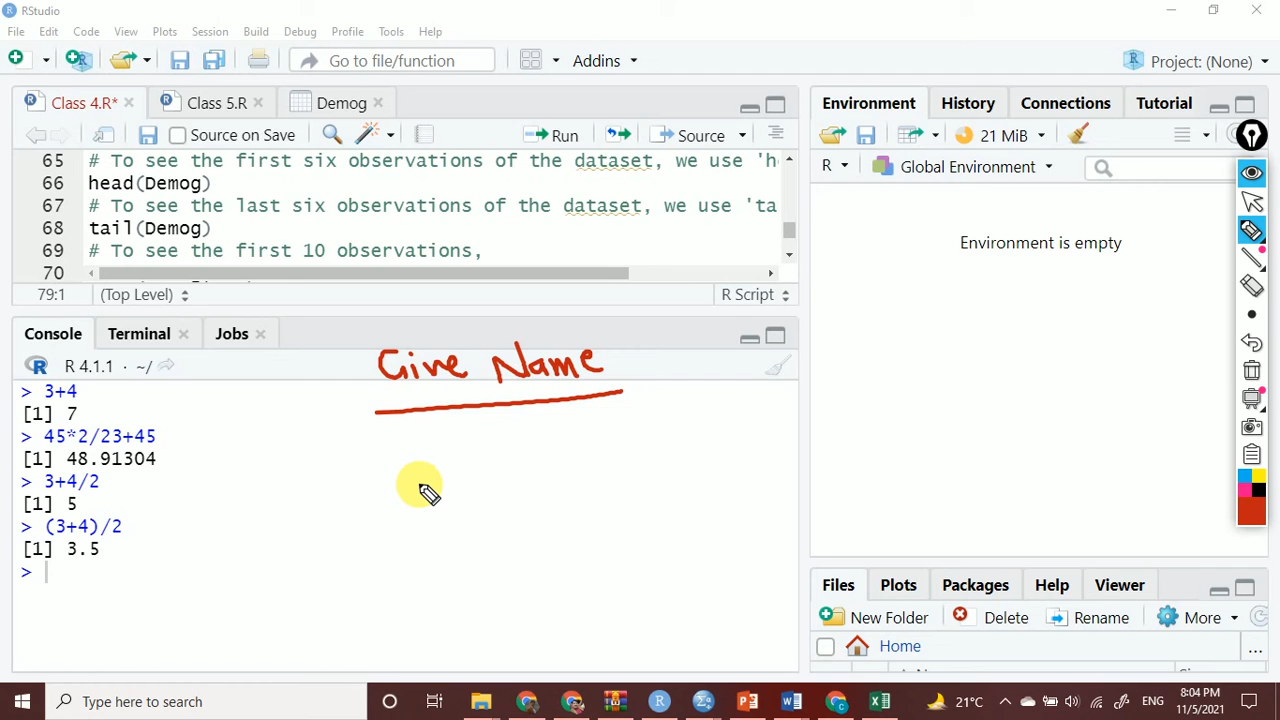 RStudio
File Edit Code View Plots Session Build Debug Profile Tools Help
Go to file/function Addins Project: (None)
Class 4.R* Class 5.R Demog
Source on Save Run Source
65 # To see the first six observations of the dataset, we use 'he
66 head(Demog)
67 # To see the last six observations of the dataset, we use 'ta
68 tail(Demog)
69 # To see the first 10 observations,
70
79:1 (Top Level) R Script
Console Terminal Jobs
R 4.1.1 · ~/
Give Name
> 3+4
[1] 7
> 45*2/23+45
[1] 48.91304
> 3+4/2
[1] 5
> (3+4)/2
[1] 3.5
>
Environment History Connections Tutorial
21 MiB
R Global Environment
Environment is empty
Files Plots Packages Help Viewer
New Folder Delete Rename More
Home ...
Type here to search
21°C ENG 8:04 PM
11/5/2021